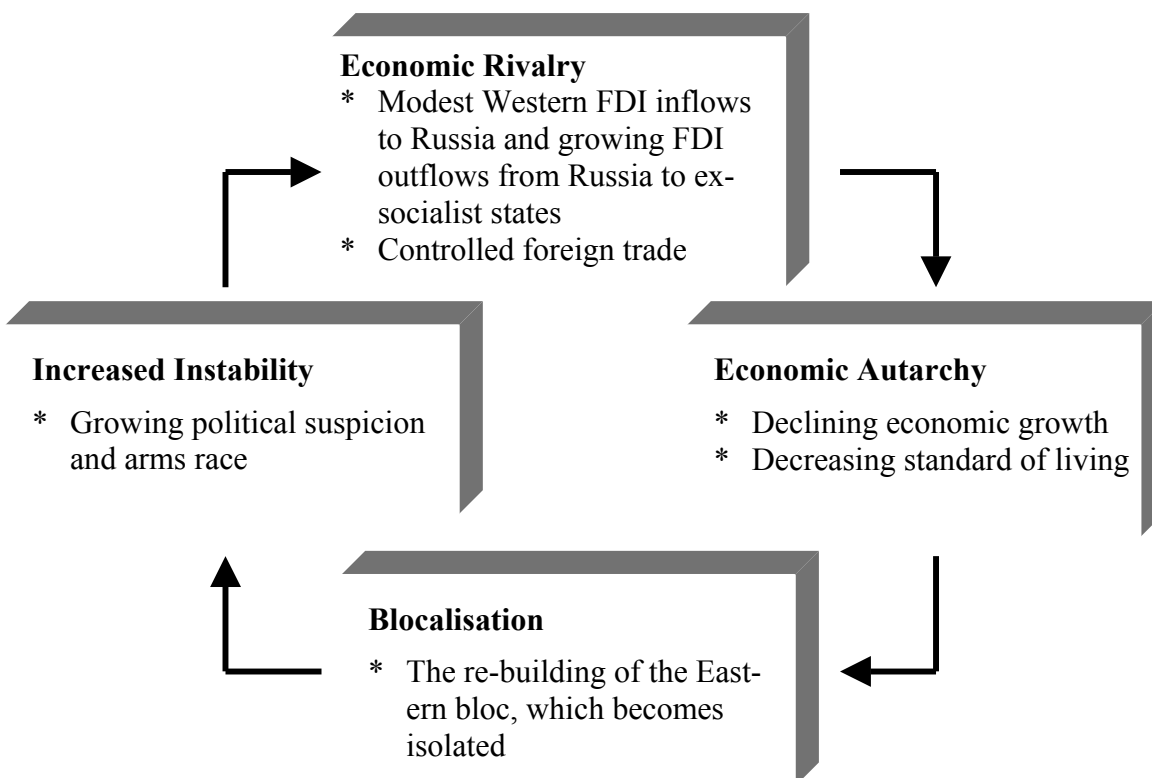 Economic Rivalry
* Modest Western FDI inflows
to Russia and growing FDI
outflows from Russia to ex-
socialist states
* Controlled foreign trade
Increased Instability
* Growing political suspicion
and arms race
Economic Autarchy
* Declining economic growth
* Decreasing standard of living
Blocalisation
* The re-building of the East-
ern bloc, which becomes
isolated